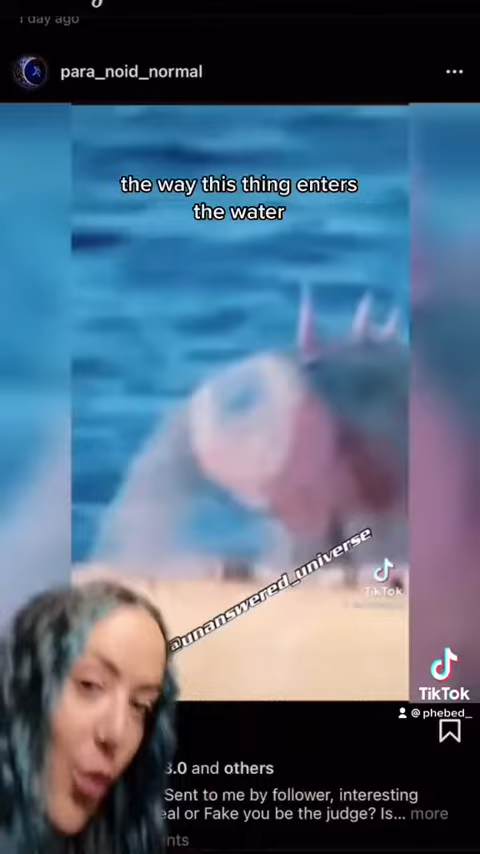 1 day ago
para_noid_normal
the way this thing enters
the water
@unanswered_universe
TikTok
TikTok
@phebed_
3.0 and others
Sent to me by follower, interesting
eal or Fake you be the judge? Is... more
nts